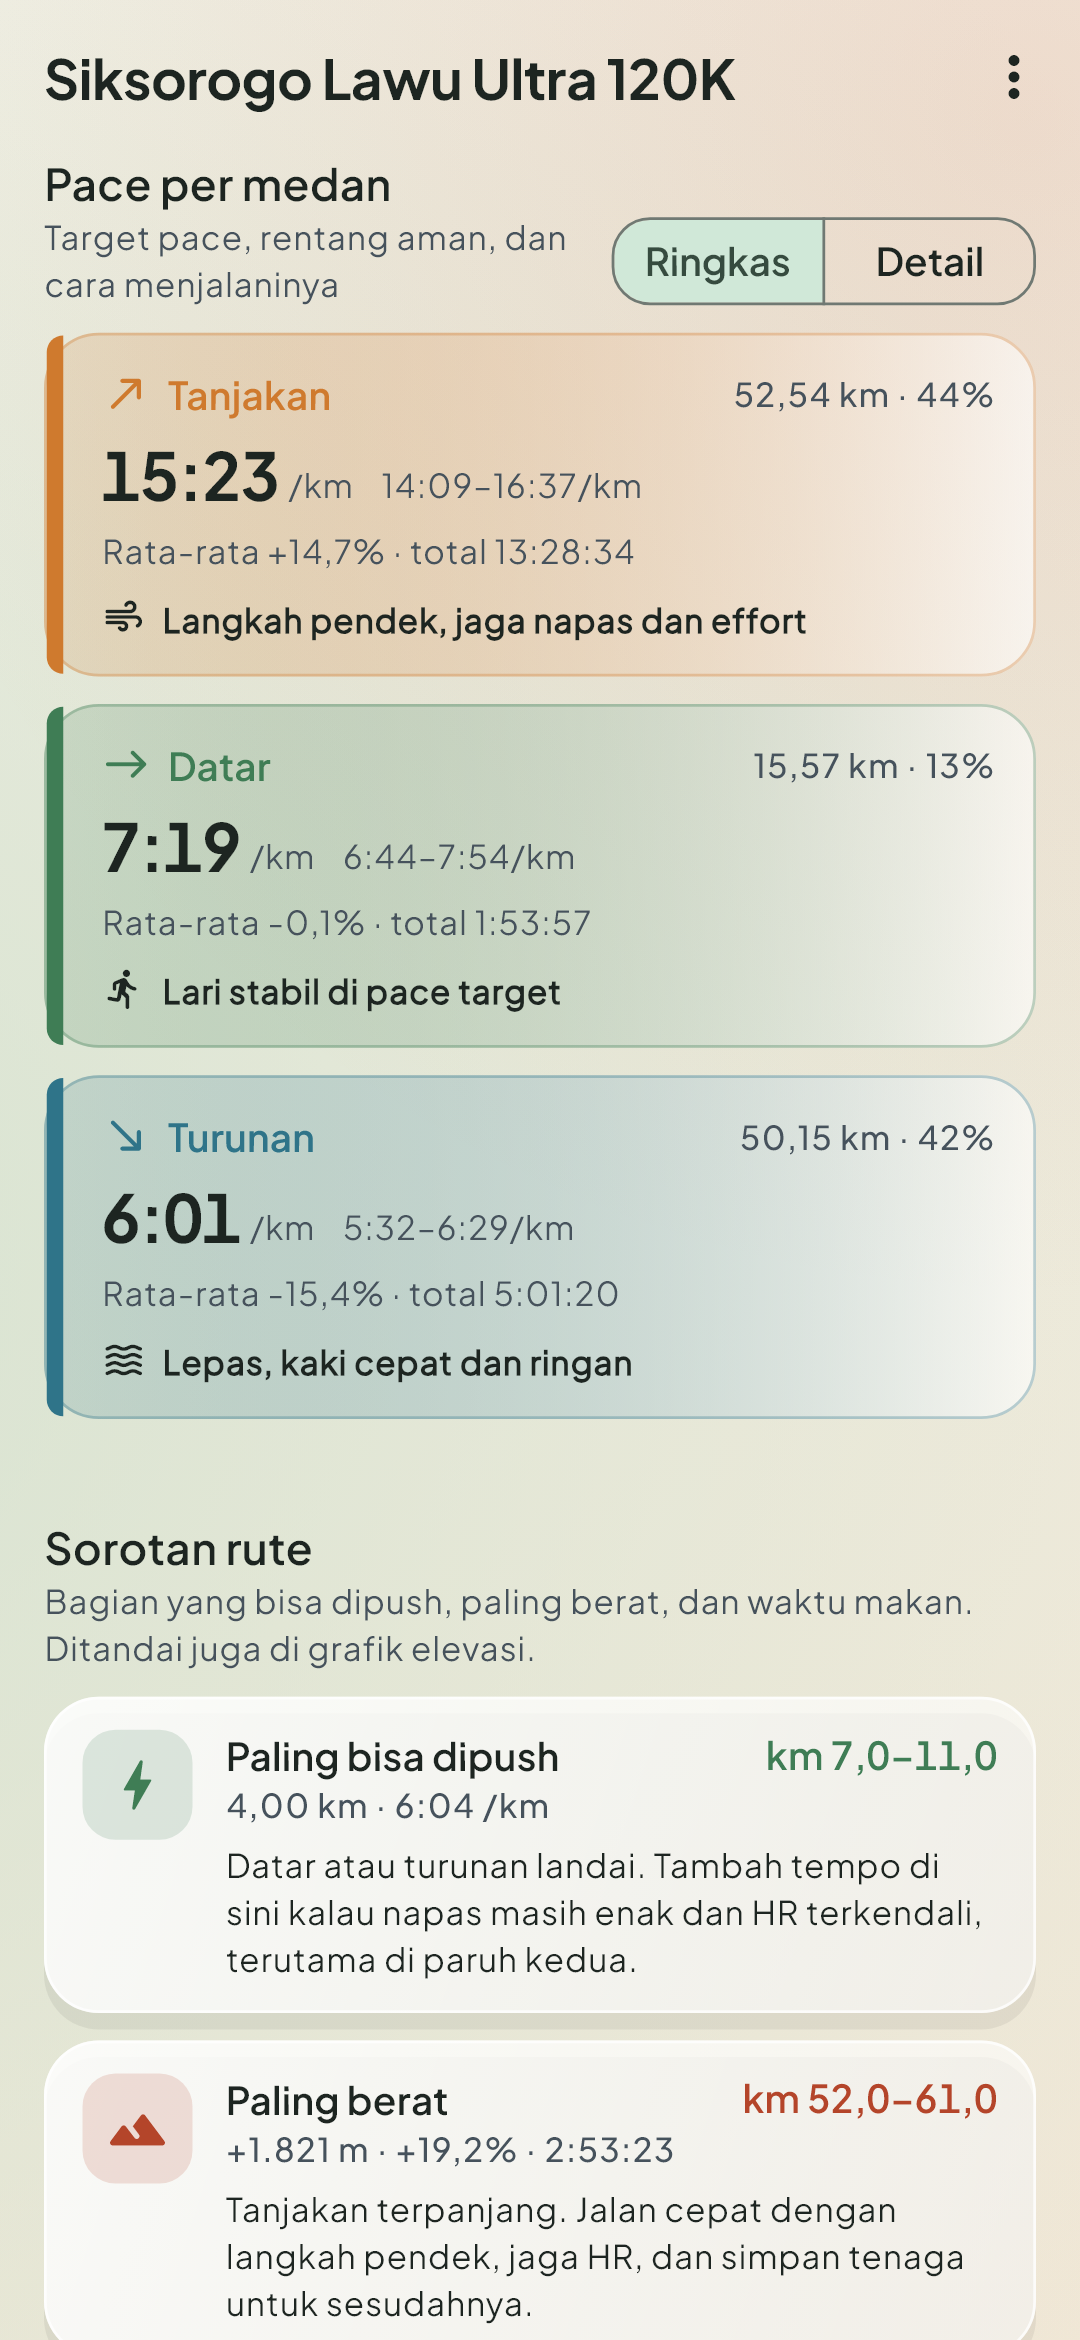 Siksorogo Lawu Ultra 120K
Pace per medan
Target pace, rentang aman, dan
cara menjalaninya
Ringkas
Detail
Tanjakan
52,54 km · 44%
15:23 /km 14:09–16:37/km
Rata-rata +14,7% · total 13:28:34
Langkah pendek, jaga napas dan effort
Datar
15,57 km · 13%
7:19 /km 6:44–7:54/km
Rata-rata -0,1% · total 1:53:57
Lari stabil di pace target
Turunan
50,15 km · 42%
6:01 /km 5:32–6:29/km
Rata-rata -15,4% · total 5:01:20
Lepas, kaki cepat dan ringan
Sorotan rute
Bagian yang bisa dipush, paling berat, dan waktu makan.
Ditandai juga di grafik elevasi.
Paling bisa dipush
km 7,0–11,0
4,00 km · 6:04 /km
Datar atau turunan landai. Tambah tempo di
sini kalau napas masih enak dan HR terkendali,
terutama di paruh kedua.
Paling berat
km 52,0–61,0
+1.821 m · +19,2% · 2:53:23
Tanjakan terpanjang. Jalan cepat dengan
langkah pendek, jaga HR, dan simpan tenaga
untuk sesudahnya.